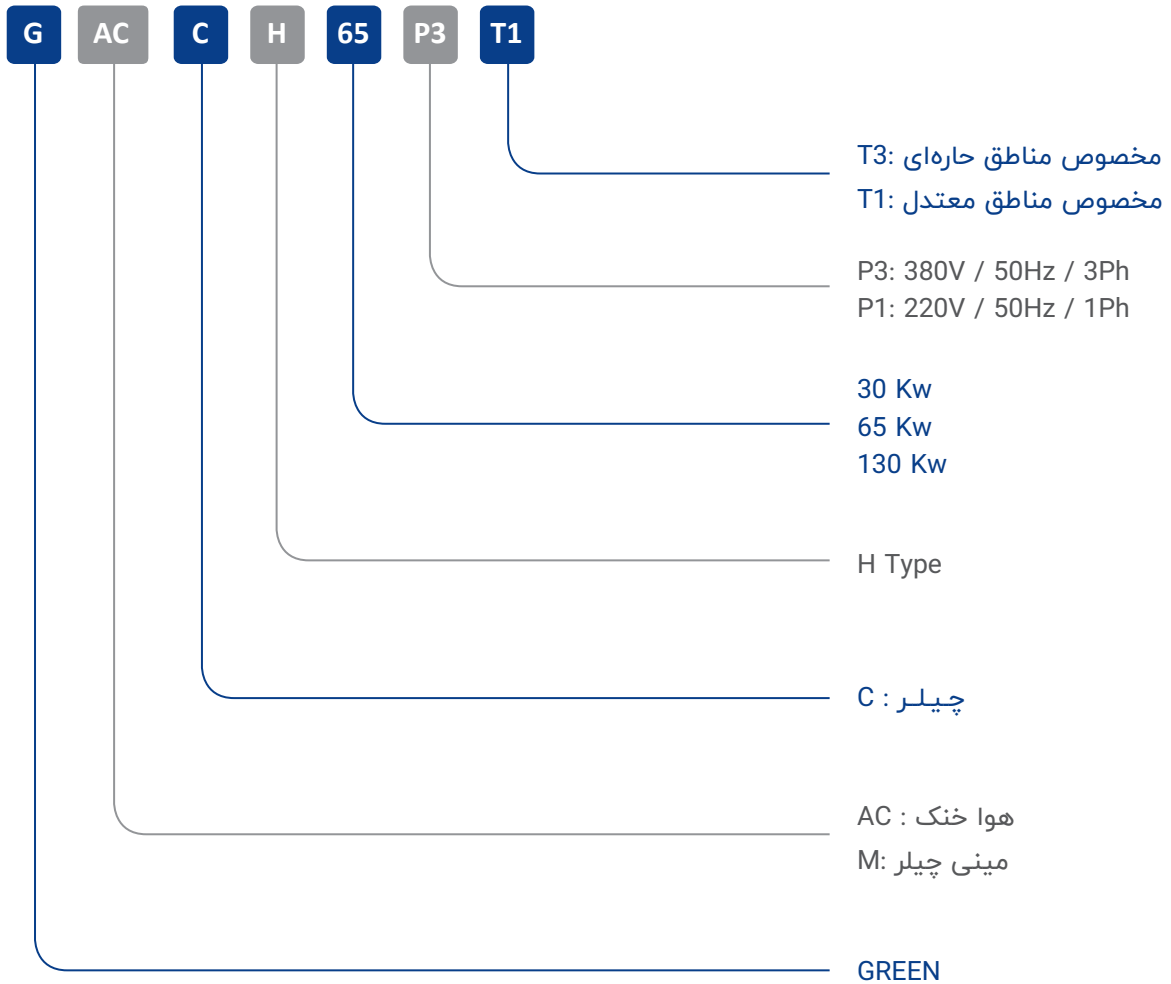 G AC C H 65 P3 T1
T3: مخصوص مناطق حاره‌ای
T1: مخصوص مناطق معتدل
P3: 380V / 50Hz / 3Ph
P1: 220V / 50Hz / 1Ph
30 Kw
65 Kw
130 Kw
H Type
C : چـیـلـر
AC : هوا خنک
M: مینی چیلر
GREEN